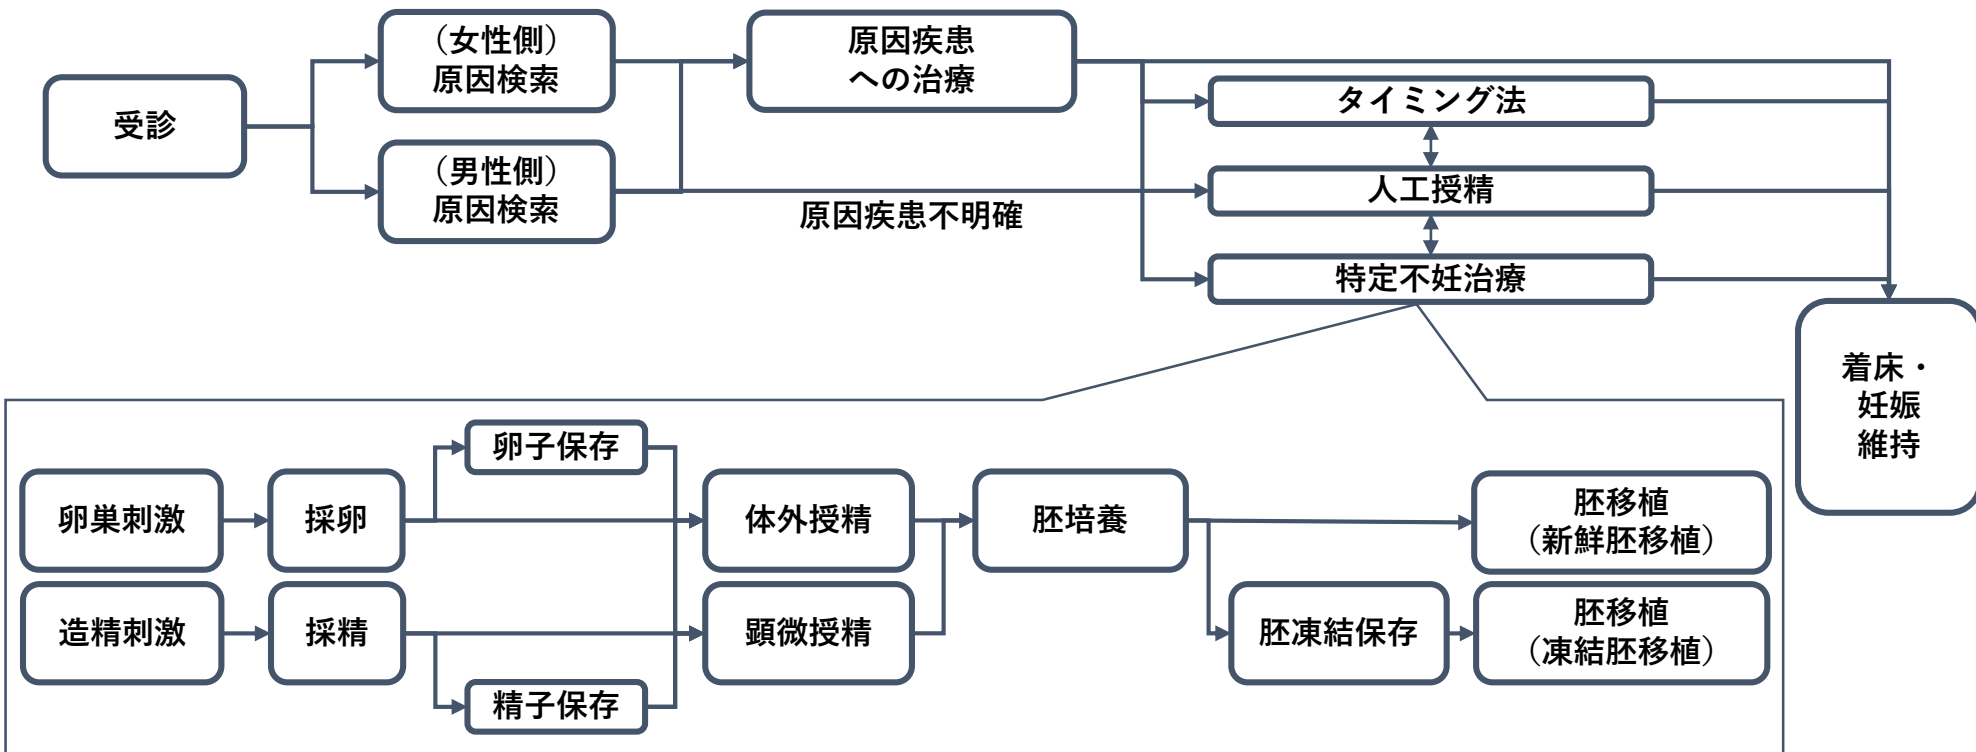 受診
（女性側）
原因検索
（男性側）
原因検索
原因疾患
への治療
原因疾患不明確
タイミング法
人工授精
特定不妊治療
着床・
妊娠
維持
卵巣刺激
採卵
卵子保存
造精刺激
採精
精子保存
体外授精
顕微授精
胚培養
胚凍結保存
胚移植
（新鮮胚移植）
胚移植
（凍結胚移植）